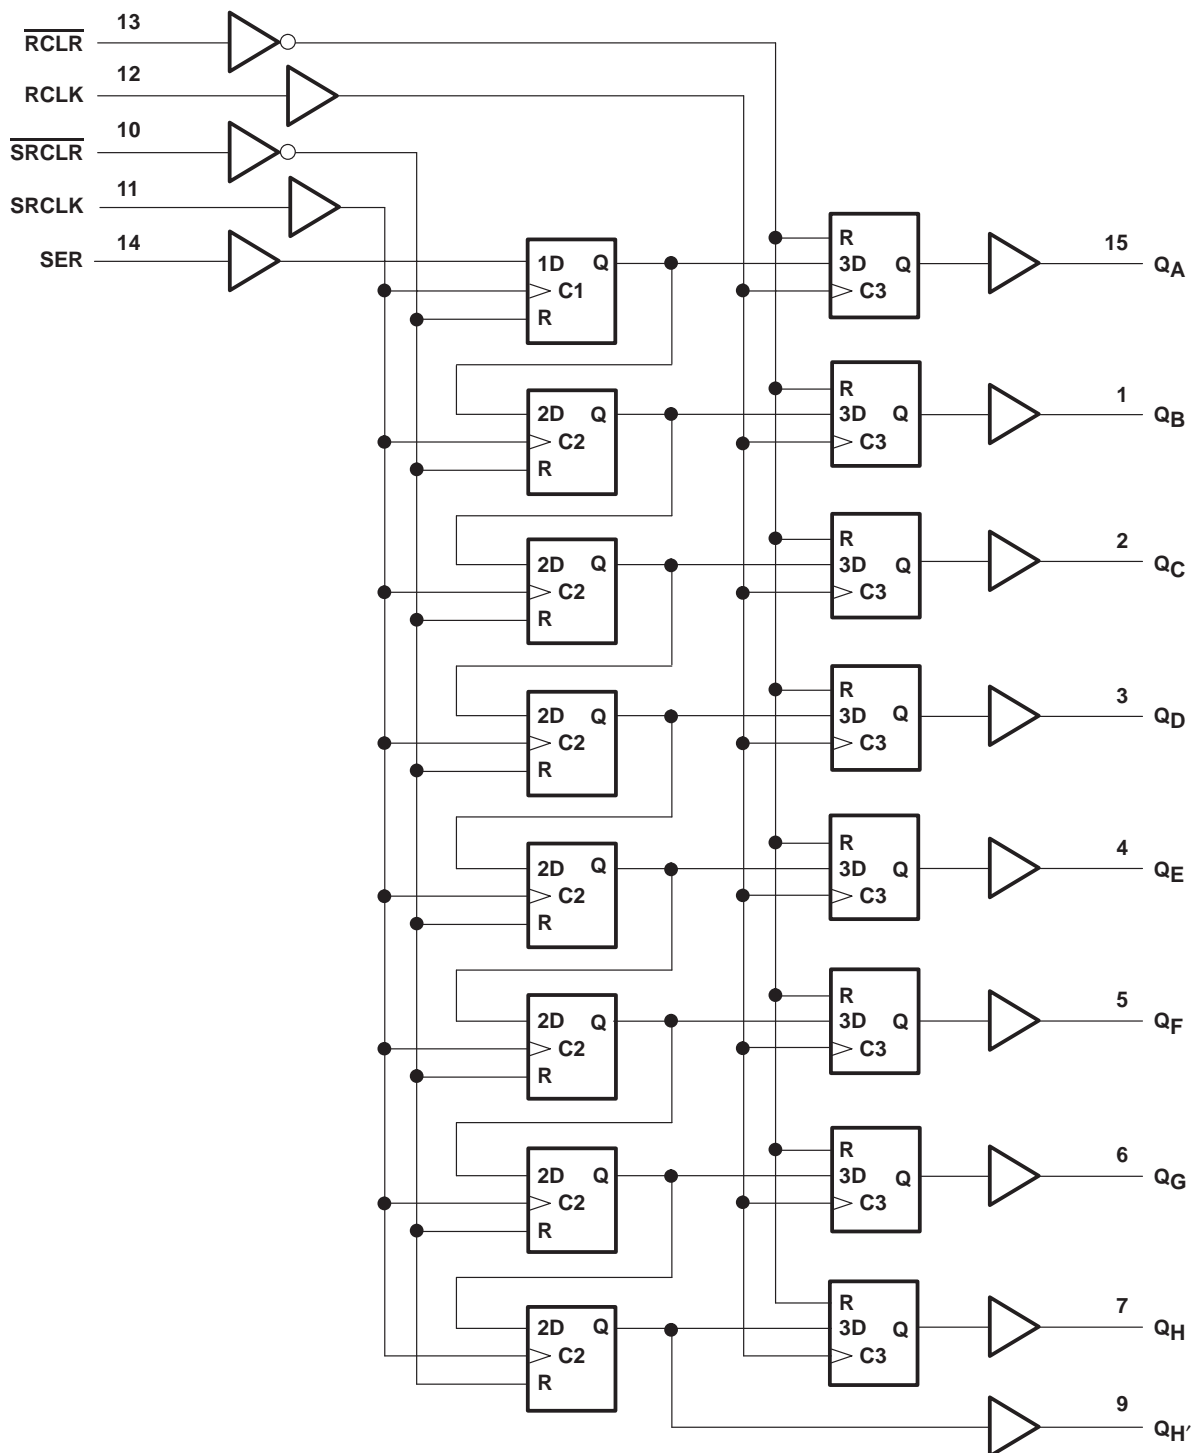 13
RCLR
12
RCLK
10
SRCLR
11
SRCLK
14
SER
1D Q
C1
R
R
3D Q
C3
15
QA
2D Q
C2
R
R
3D Q
C3
1
QB
2D Q
C2
R
R
3D Q
C3
2
QC
2D Q
C2
R
R
3D Q
C3
3
QD
2D Q
C2
R
R
3D Q
C3
4
QE
2D Q
C2
R
R
3D Q
C3
5
QF
2D Q
C2
R
R
3D Q
C3
6
QG
2D Q
C2
R
R
3D Q
C3
7
QH
9
QH′